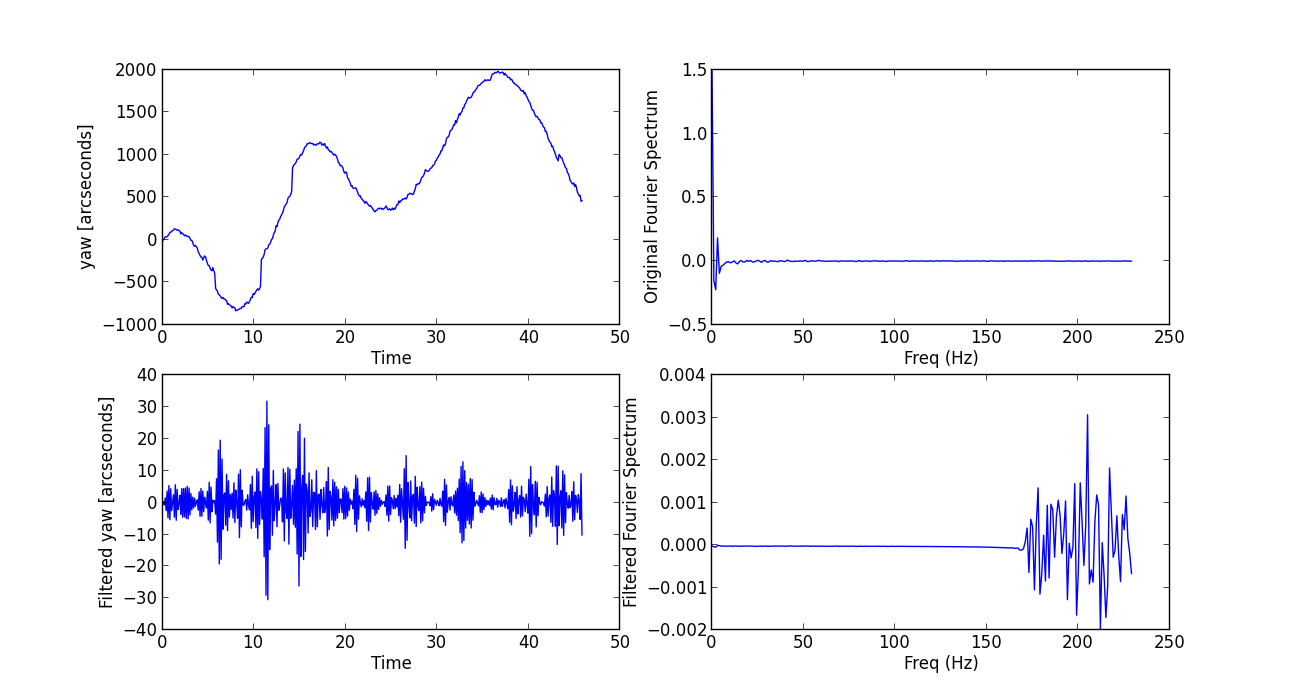 2000
1500
1000
500
0
−500
−1000
yaw [arcseconds]
0 10 20 30 40 50
Time
1.5
1.0
0.5
0.0
−0.5
Original Fourier Spectrum
0 50 100 150 200 250
Freq (Hz)
40
30
20
10
0
−10
−20
−30
−40
Filtered yaw [arcseconds]
0 10 20 30 40 50
Time
0.004
0.003
0.002
0.001
0.000
−0.001
−0.002
Filtered Fourier Spectrum
0 50 100 150 200 250
Freq (Hz)